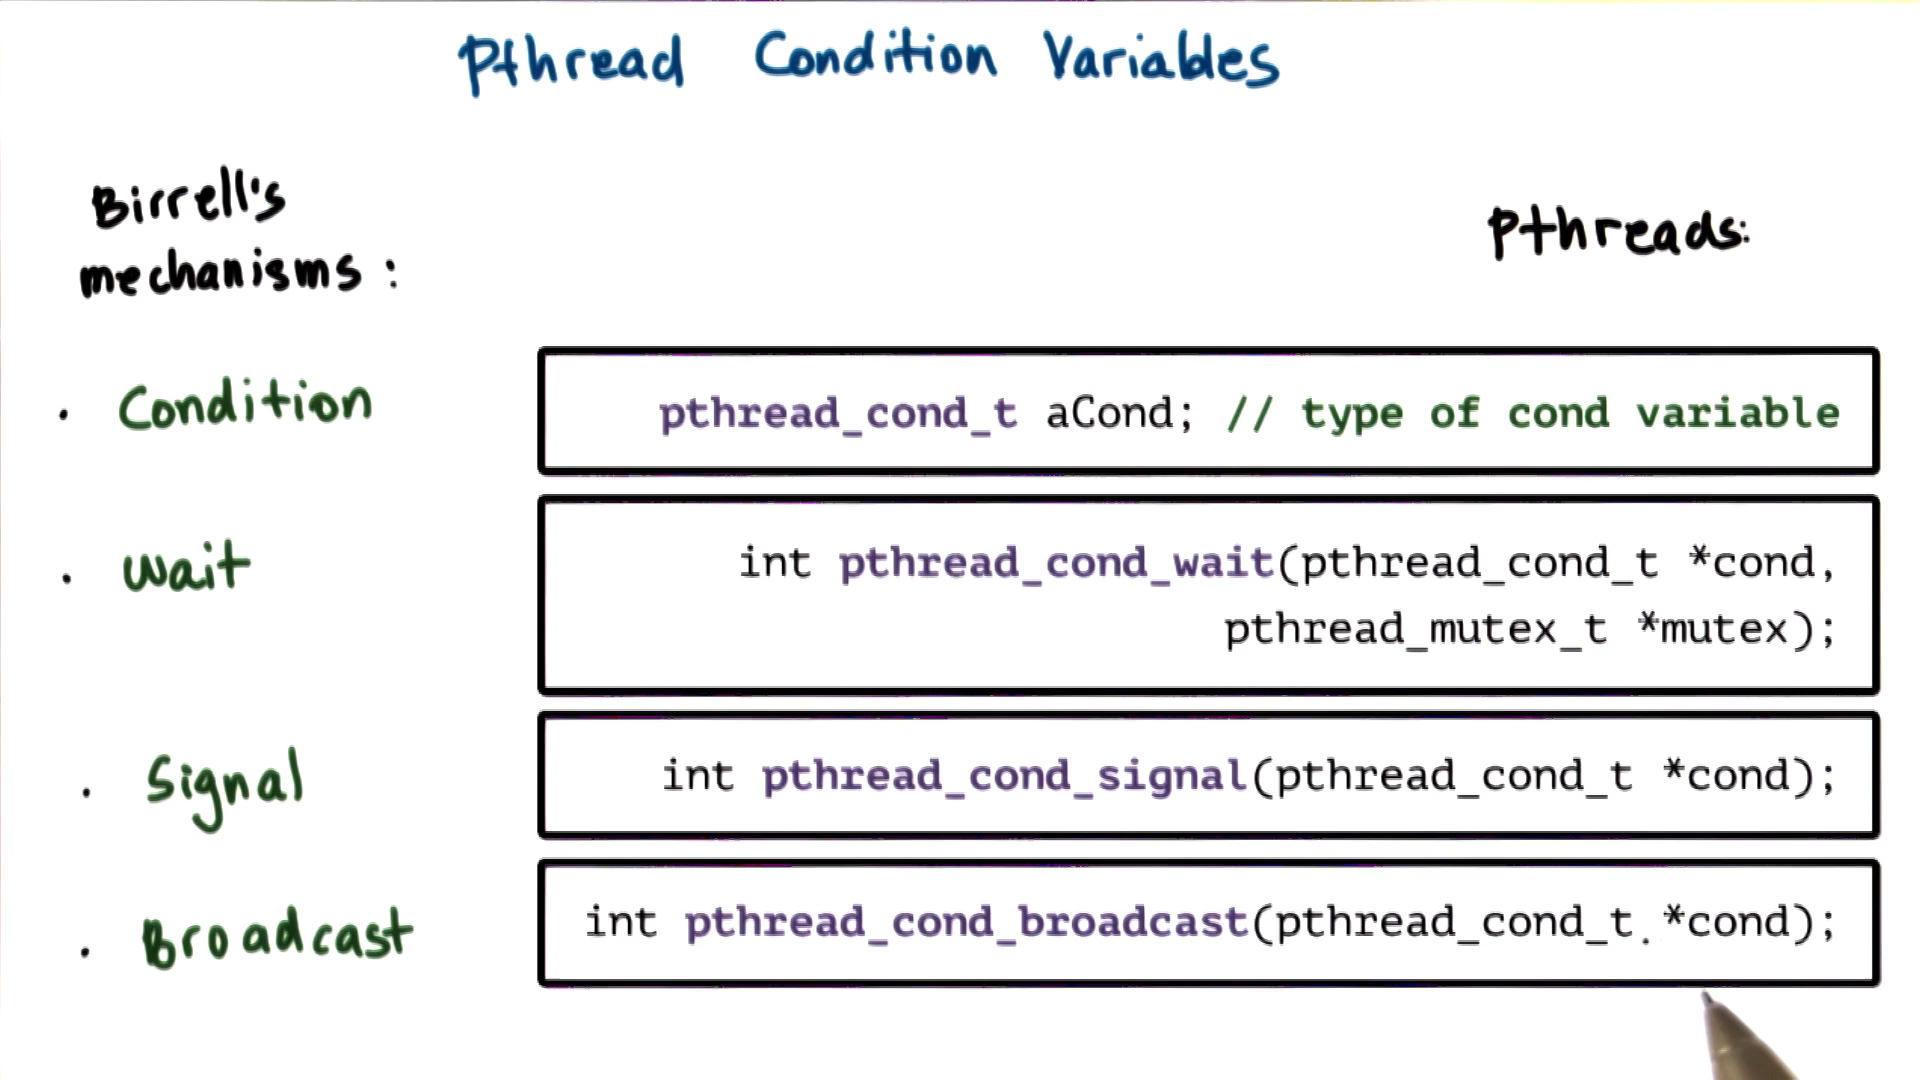 Pthread Condition Variables
Birrell's
mechanisms:
Pthreads:
• Condition
pthread_cond_t aCond; // type of cond variable
• Wait
int pthread_cond_wait(pthread_cond_t *cond,
pthread_mutex_t *mutex);
• Signal
int pthread_cond_signal(pthread_cond_t *cond);
• Broadcast
int pthread_cond_broadcast(pthread_cond_t *cond);